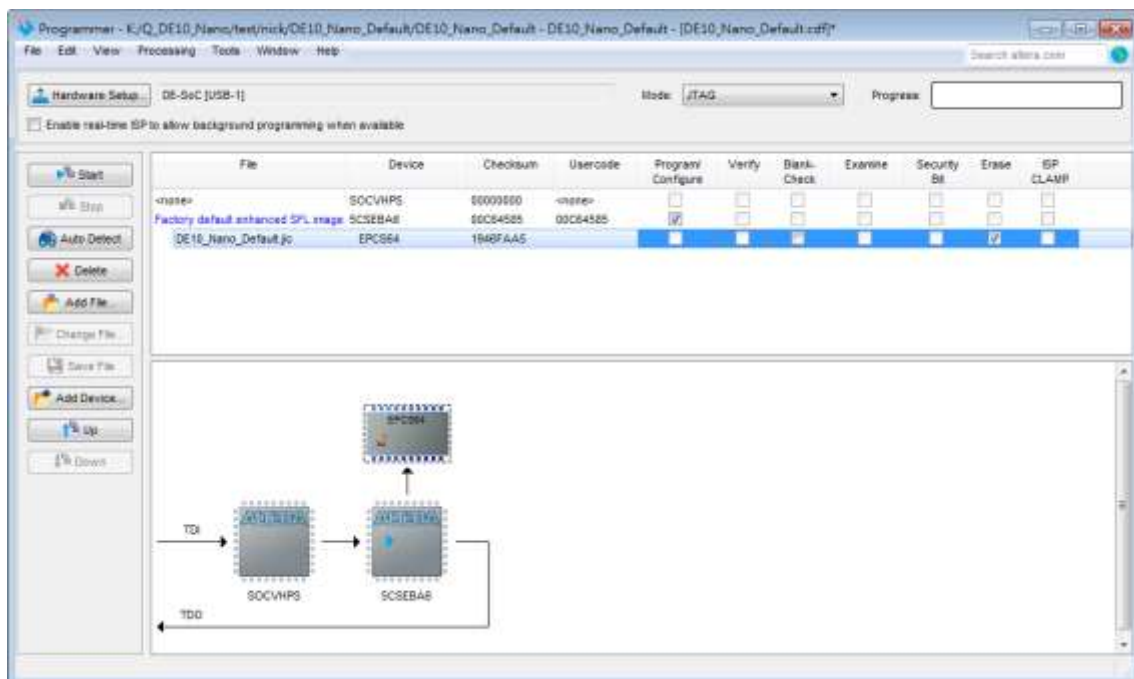 Programmer - K:/Q_DE10_Nano/test/nick/DE10_Nano_Default/DE10_Nano_Default - DE10_Nano_Default - [DE10_Nano_Default.cdf]*
File Edit View Processing Tools Window Help
Search altera.com
Hardware Setup... DE-SoC [USB-1] Mode: JTAG Progress:
Enable real-time ISP to allow background programming when available
Start
Stop
Auto Detect
Delete
Add File...
Change File...
Save File
Add Device...
Up
Down
File Device Checksum Usercode Program/ Configure Verify Blank- Check Examine Security Bit Erase ISP CLAMP
<none> SOCVHPS 00000000 <none>
Factory default enhanced SFL image 5CSEBA6
DE10_Nano_Default.jic EPCS64 1946FAA5
EPCS64
TDI
SOCVHPS 5CSEBA6
TDO